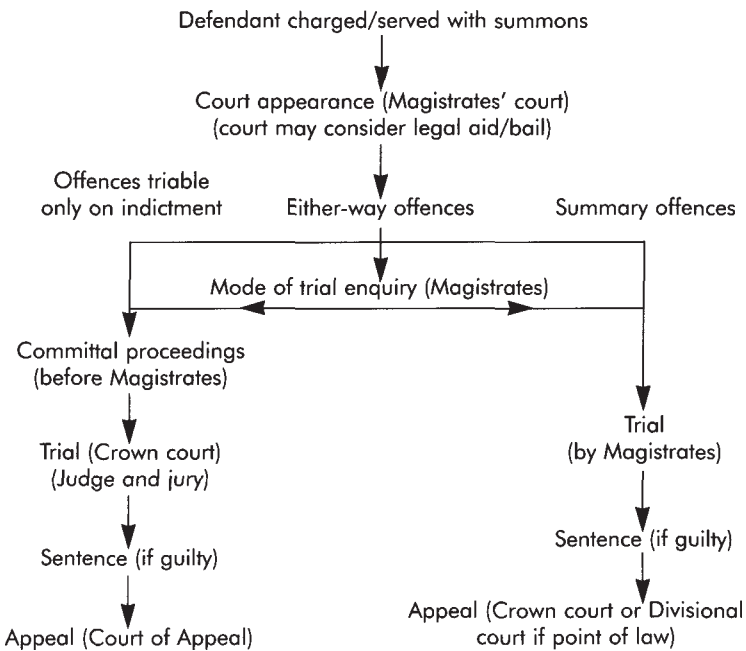 Defendant charged/served with summons
Court appearance (Magistrates' court)
(court may consider legal aid/bail)
Offences triable
only on indictment
Either-way offences
Summary offences
Mode of trial enquiry (Magistrates)
Committal proceedings
(before Magistrates)
Trial (Crown court)
(Judge and jury)
Sentence (if guilty)
Appeal (Court of Appeal)
Trial
(by Magistrates)
Sentence (if guilty)
Appeal (Crown court or Divisional
court if point of law)